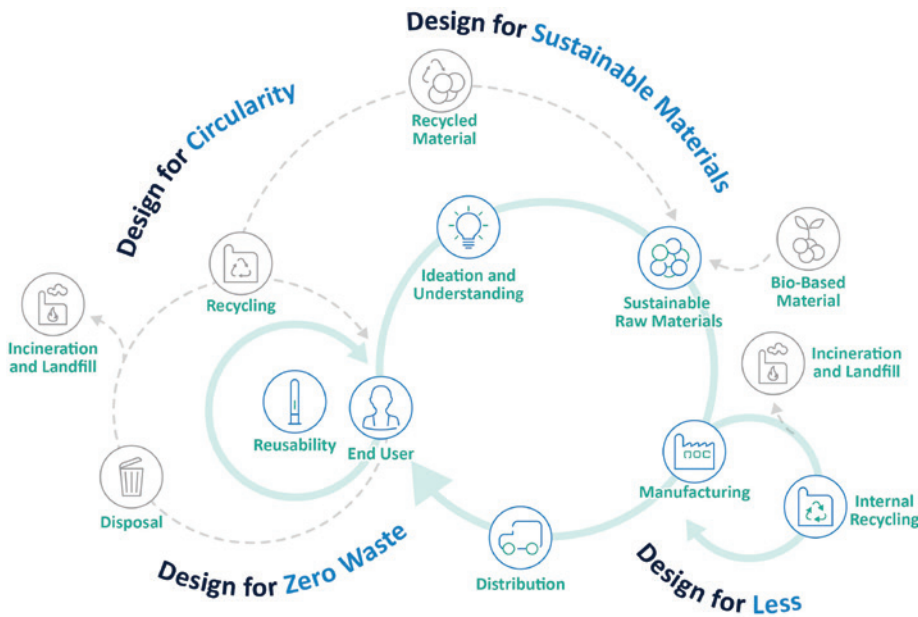 Design for Sustainable Materials
Design for Circularity
Recycled
Material
Ideation and
Understanding
Recycling
Sustainable
Raw Materials
Bio-Based
Material
Incineration
and Landfill
Incineration
and Landfill
Reusability
End User
Disposal
Manufacturing
noc
Internal
Recycling
Distribution
Design for Zero Waste
Design for Less